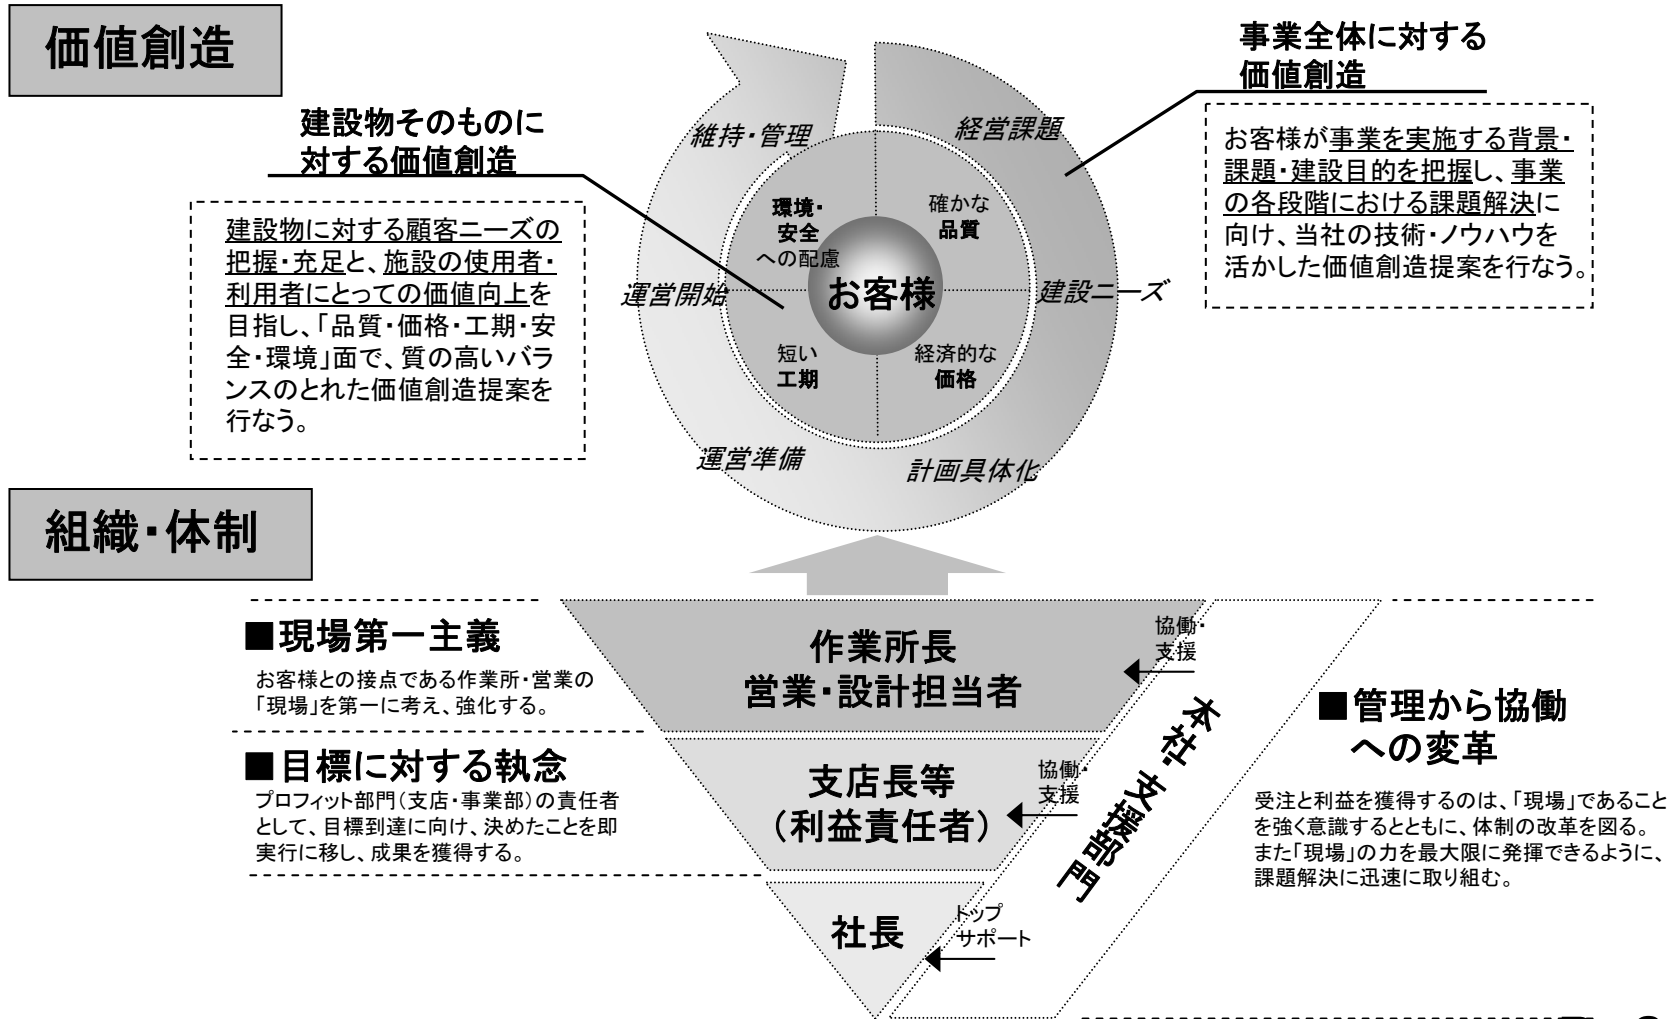 価値創造
建設物そのものに
対する価値創造
建設物に対する顧客ニーズの
把握・充足と、施設の使用者・
利用者にとっての価値向上を
目指し、「品質・価格・工期・安
全・環境」面で、質の高いバラ
ンスのとれた価値創造提案を
行なう。
事業全体に対する
価値創造
お客様が事業を実施する背景・
課題・建設目的を把握し、事業
の各段階における課題解決に
向け、当社の技術・ノウハウを
活かした価値創造提案を行なう。
経営課題
建設ニーズ
計画具体化
運営準備
運営開始
維持・管理
環境・
安全
への配慮
確かな
品質
お客様
短い
工期
経済的な
価格
組織・体制
■現場第一主義
お客様との接点である作業所・営業の
「現場」を第一に考え、強化する。
■目標に対する執念
プロフィット部門(支店・事業部)の責任者
として、目標到達に向け、決めたことを即
実行に移し、成果を獲得する。
作業所長
営業・設計担当者
協働・
支援
支店長等
(利益責任者)
協働・
支援
社長
トップ
サポート
本社・支援部門
■管理から協働
への変革
受注と利益を獲得するのは、「現場」であること
を強く意識するとともに、体制の改革を図る。
また「現場」の力を最大限に発揮できるように、
課題解決に迅速に取り組む。